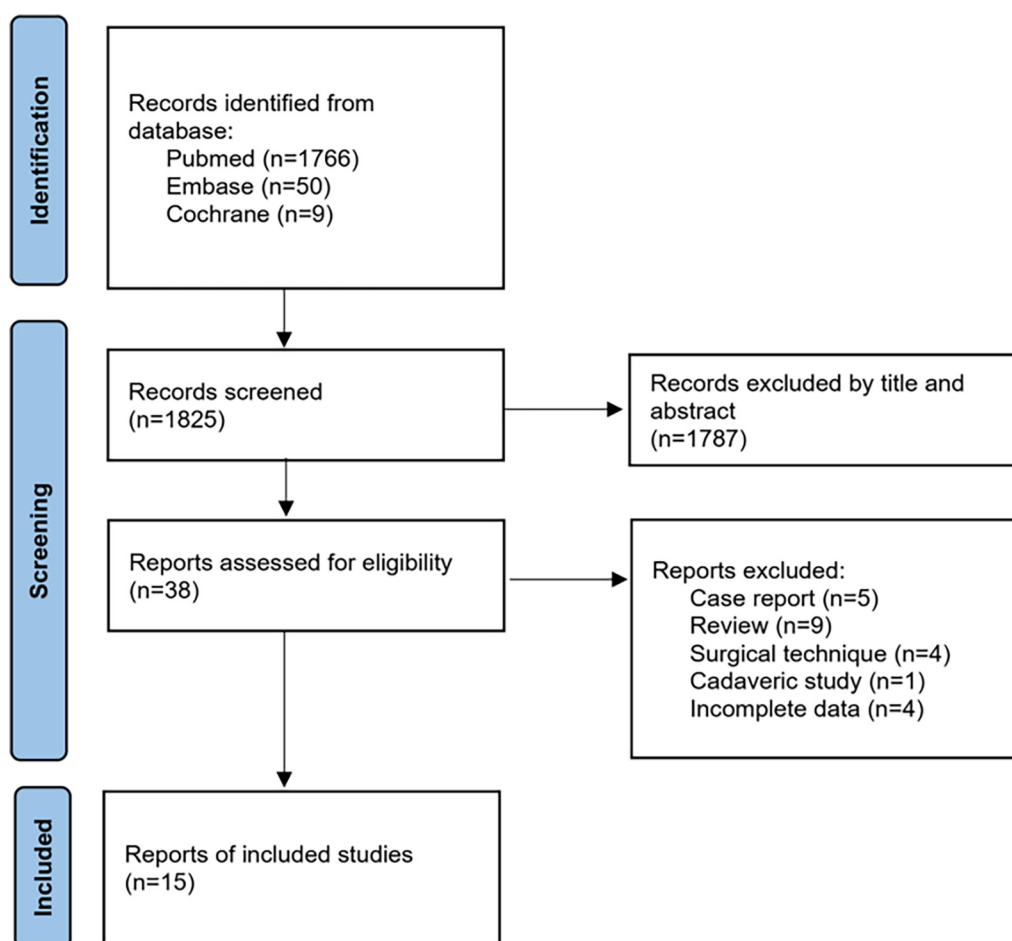 Identification
Records identified from
database:
Pubmed (n=1766)
Embase (n=50)
Cochrane (n=9)
Screening
Records screened
(n=1825)
Records excluded by title and
abstract
(n=1787)
Reports assessed for eligibility
(n=38)
Reports excluded:
Case report (n=5)
Review (n=9)
Surgical technique (n=4)
Cadaveric study (n=1)
Incomplete data (n=4)
Included
Reports of included studies
(n=15)